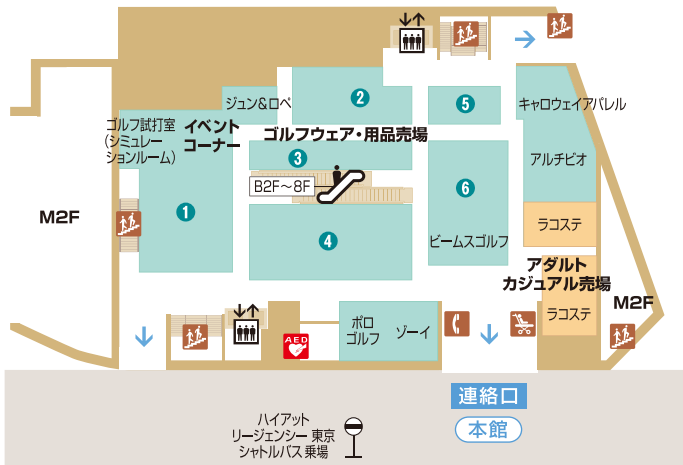 ジュン&ロペ
2
5
キャロウェイアパレル
ゴルフ試打室
(シミュレー
ションルーム)
イベント
コーナー
ゴルフウェア・用品売場
3
アルチビオ
B2F〜8F
6
M2F
1
ラコステ
4
ビームスゴルフ
アダルト
カジュアル売場
M2F
ラコステ
ポロ
ゴルフ
ゾーイ
AED
連絡口
本館
ハイアット
リージェンシー 東京
シャトルバス 乗場